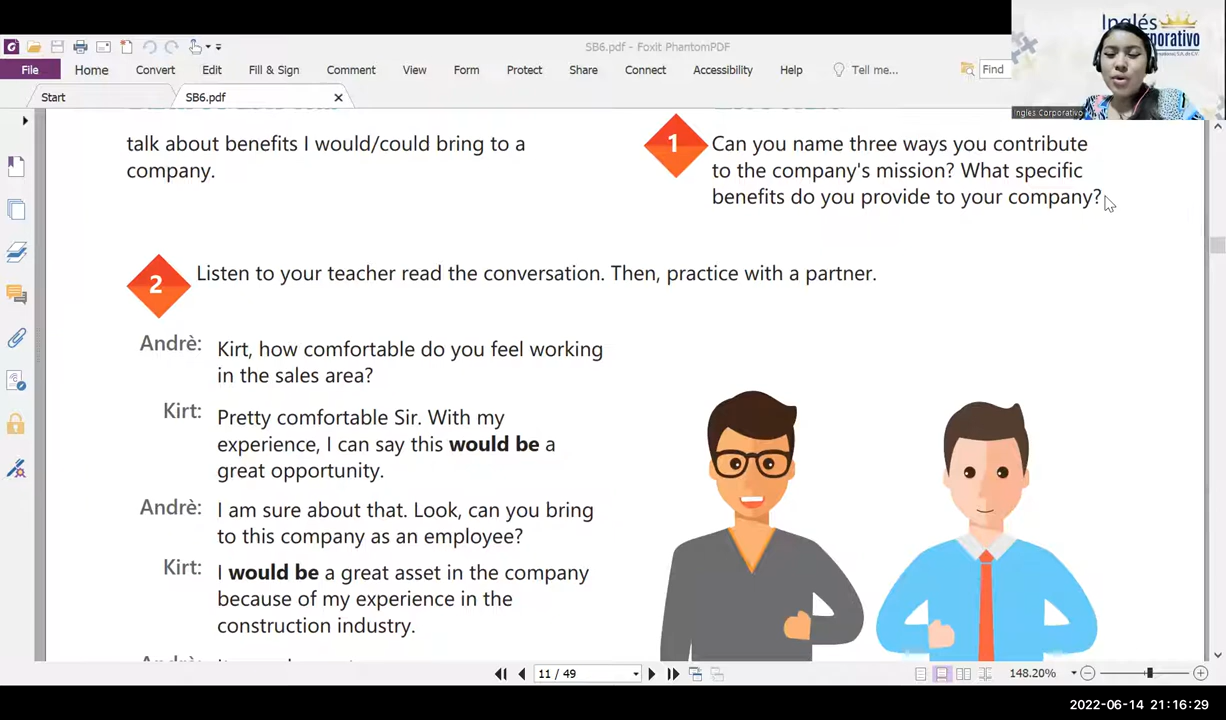 SB6.pdf - Foxit PhantomPDF
File
Home
Convert
Edit
Fill & Sign
Comment
View
Form
Protect
Share
Connect
Accessibility
Help
Tell me...
Find
Inglés
Corporativo
Ingles Corporativo
Start
SB6.pdf
talk about benefits I would/could bring to a
company.
1
Can you name three ways you contribute
to the company's mission? What specific
benefits do you provide to your company?
2
Listen to your teacher read the conversation. Then, practice with a partner.
Andrè:
Kirt, how comfortable do you feel working
in the sales area?
Kirt:
Pretty comfortable Sir. With my
experience, I can say this would be a
great opportunity.
Andrè:
I am sure about that. Look, can you bring
to this company as an employee?
Kirt:
I would be a great asset in the company
because of my experience in the
construction industry.
11 / 49
148.20%
2022-06-14 21:16:29